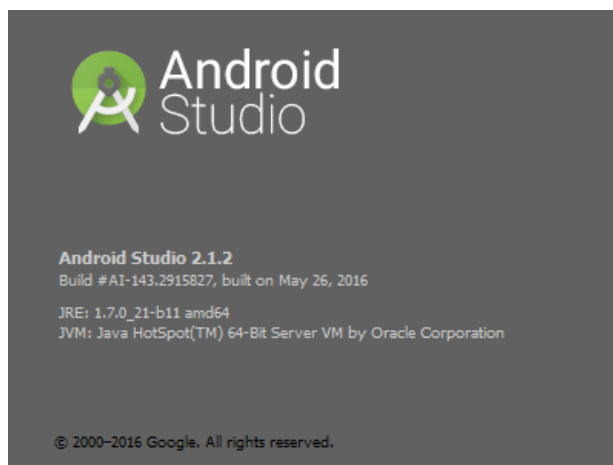 Android
Studio
Android Studio 2.1.2
Build #AI-143.2915827, built on May 26, 2016
JRE: 1.7.0_21-b11 amd64
JVM: Java HotSpot(TM) 64-Bit Server VM by Oracle Corporation
© 2000–2016 Google. All rights reserved.